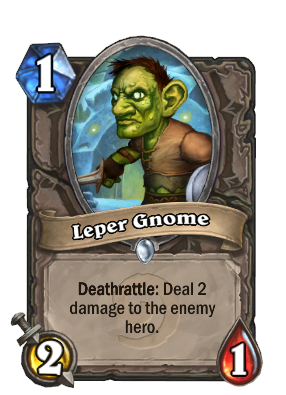 1
Leper Gnome
Deathrattle: Deal 2
damage to the enemy
hero.
2
1